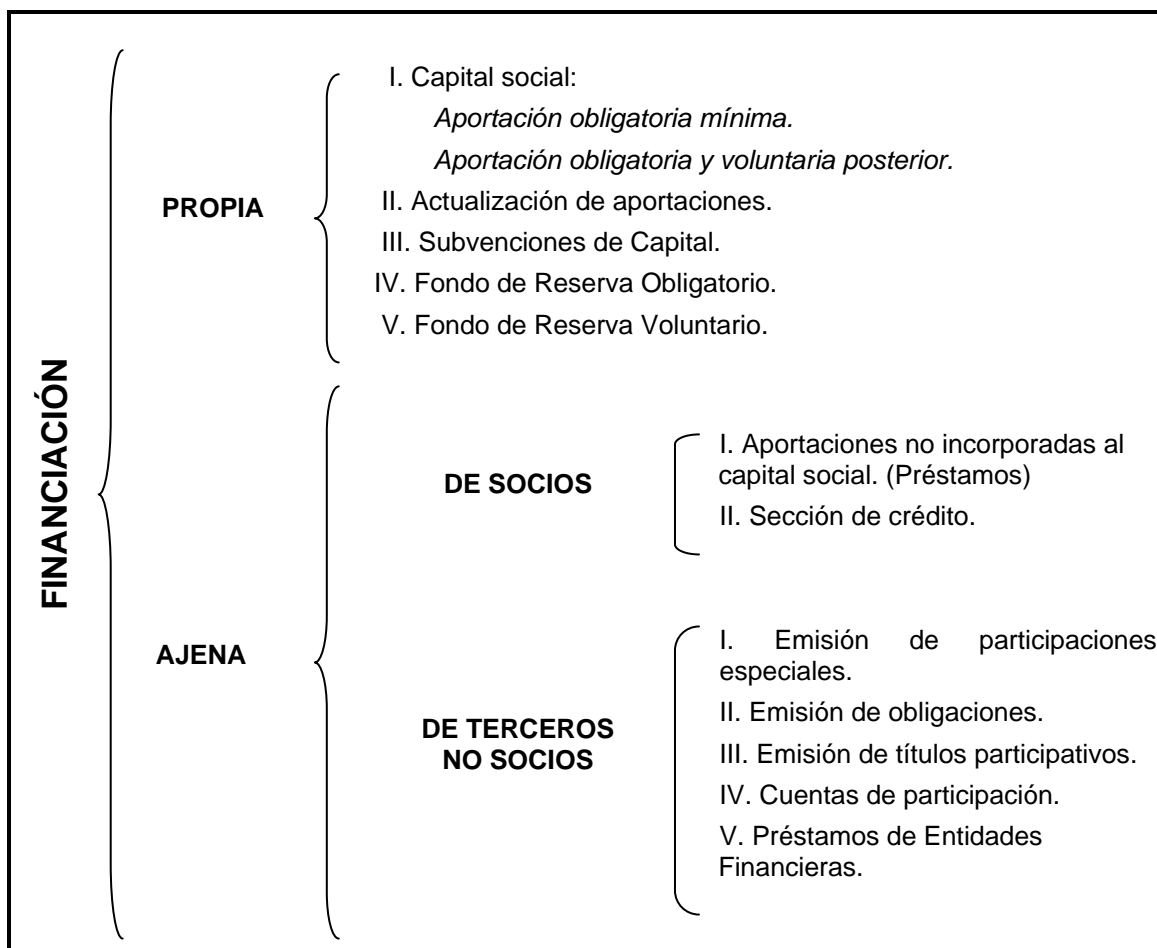 FINANCIACIÓN
PROPIA
I. Capital social:
Aportación obligatoria mínima.
Aportación obligatoria y voluntaria posterior.
II. Actualización de aportaciones.
III. Subvenciones de Capital.
IV. Fondo de Reserva Obligatorio.
V. Fondo de Reserva Voluntario.
AJENA
DE SOCIOS
I. Aportaciones no incorporadas al
capital social. (Préstamos)
II. Sección de crédito.
DE TERCEROS
NO SOCIOS
I. Emisión de participaciones
especiales.
II. Emisión de obligaciones.
III. Emisión de títulos participativos.
IV. Cuentas de participación.
V. Préstamos de Entidades
Financieras.